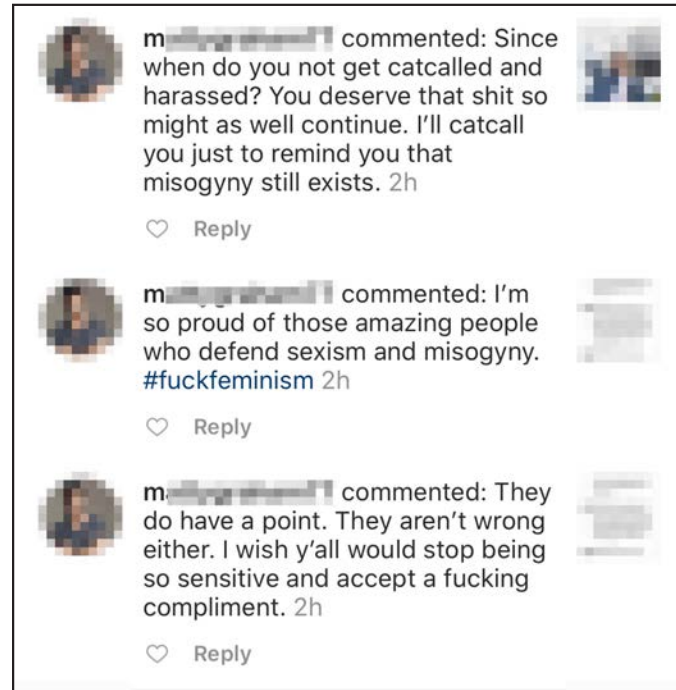 commented: Since
when do you not get catcalled and
harassed? You deserve that shit so
might as well continue. I'll catcall
you just to remind you that
misogyny still exists. 2h
Reply
commented: I'm
so proud of those amazing people
who defend sexism and misogyny.
#fuckfeminism 2h
Reply
commented: They
do have a point. They aren't wrong
either. I wish y'all would stop being
so sensitive and accept a fucking
compliment. 2h
Reply